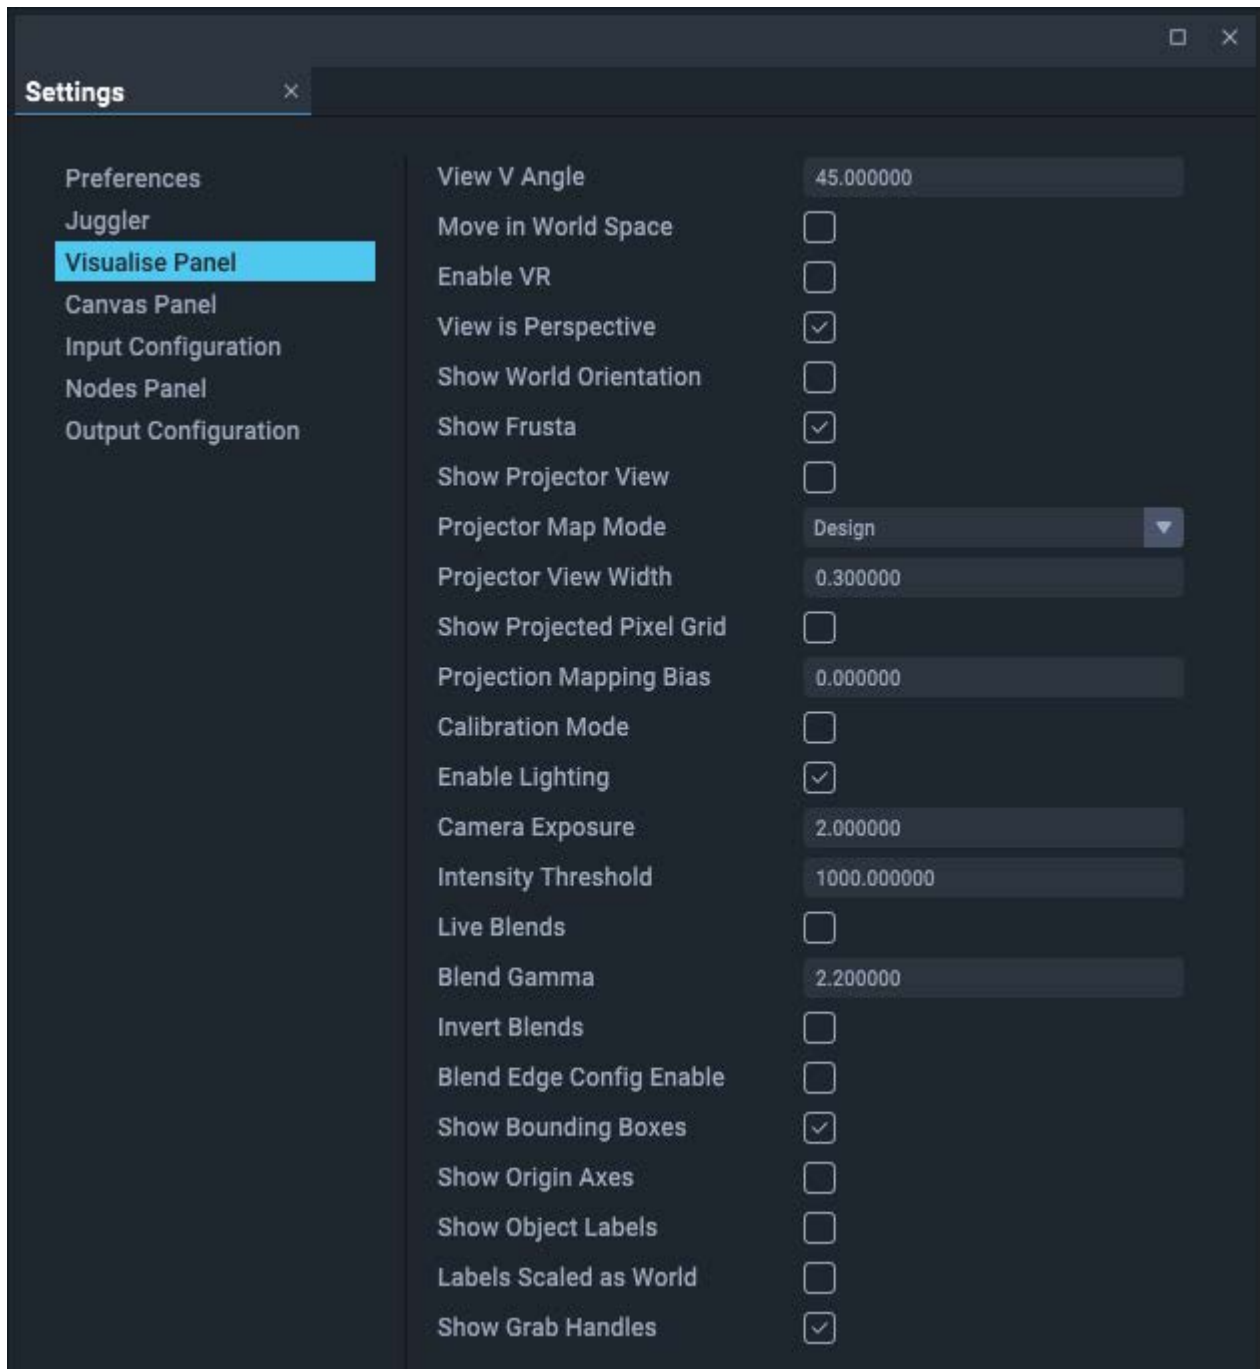 Settings
Preferences
Juggler
Visualise Panel
Canvas Panel
Input Configuration
Nodes Panel
Output Configuration
View V Angle 45.000000
Move in World Space
Enable VR
View is Perspective
Show World Orientation
Show Frusta
Show Projector View
Projector Map Mode Design
Projector View Width 0.300000
Show Projected Pixel Grid
Projection Mapping Bias 0.000000
Calibration Mode
Enable Lighting
Camera Exposure 2.000000
Intensity Threshold 1000.000000
Live Blends
Blend Gamma 2.200000
Invert Blends
Blend Edge Config Enable
Show Bounding Boxes
Show Origin Axes
Show Object Labels
Labels Scaled as World
Show Grab Handles